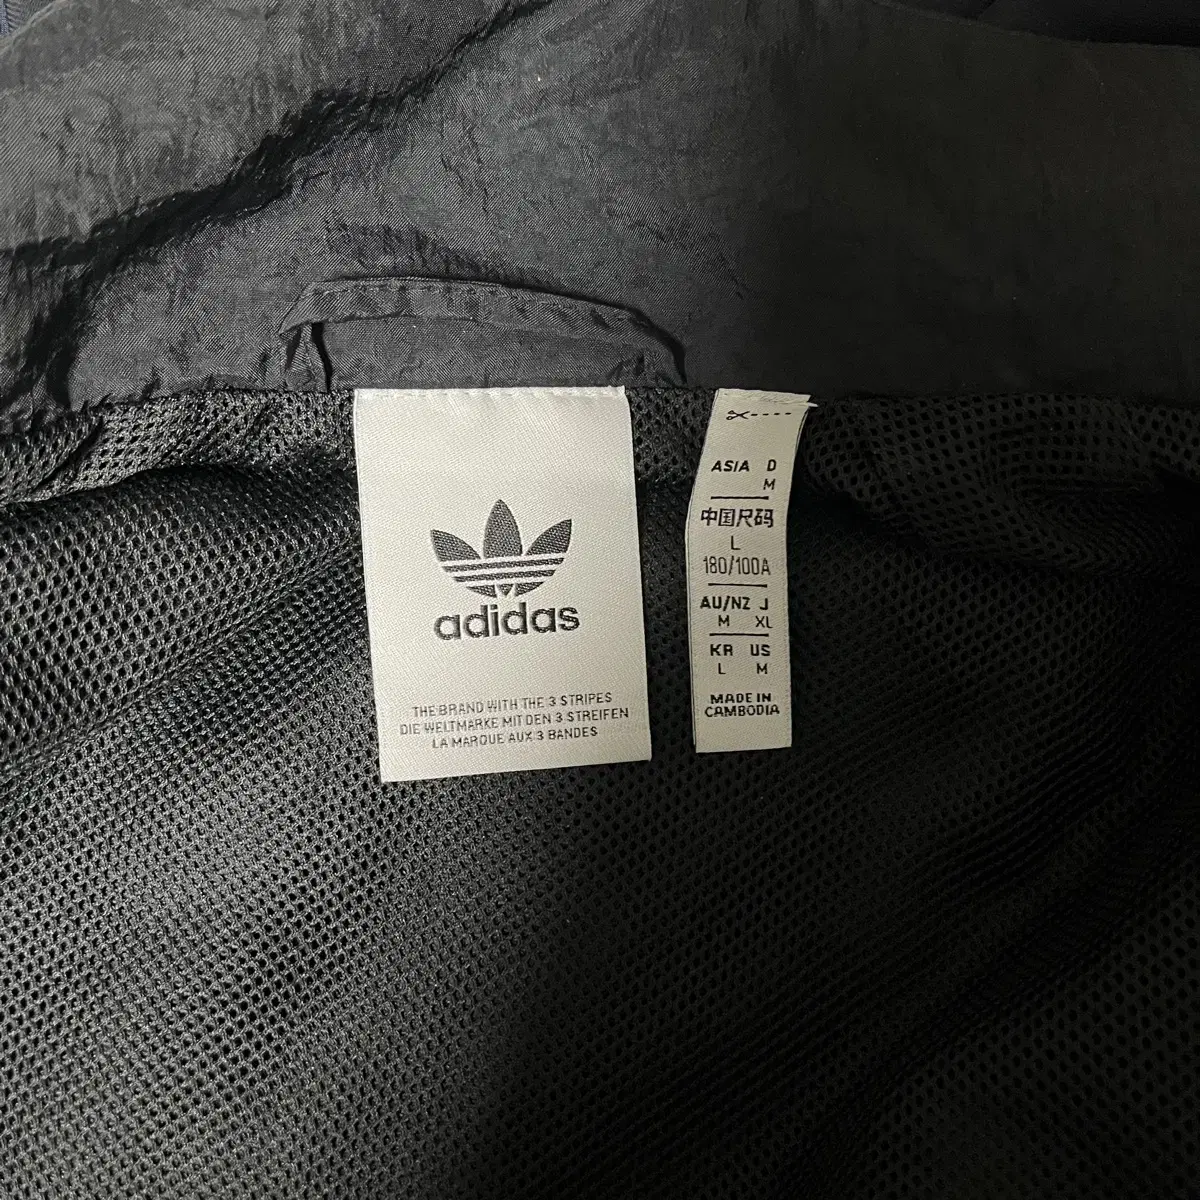 adidas
THE BRAND WITH THE 3 STRIPES
DIE WELTMARKE MIT DEN 3 STREIFEN
LA MARQUE AUX 3 BANDES
ASIA D
M
中国尺码
L
180/100A
AU/NZ J
M XL
KR US
L M
MADE IN
CAMBODIA